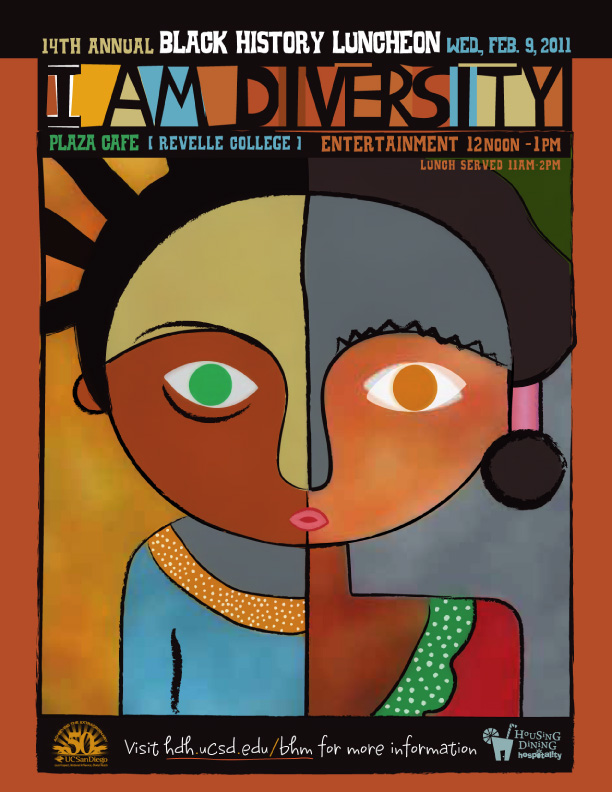 14TH ANNUAL BLACK HISTORY LUNCHEON WED., FEB. 9, 2011
I AM DIVERSITY
PLAZA CAFE [ REVELLE COLLEGE ] ENTERTAINMENT 12NOON -1PM
LUNCH SERVED 11AM-2PM
50
UCSanDiego
Visit hdh.ucsd.edu/bhm for more information
HOUSING
DINING
hospitality